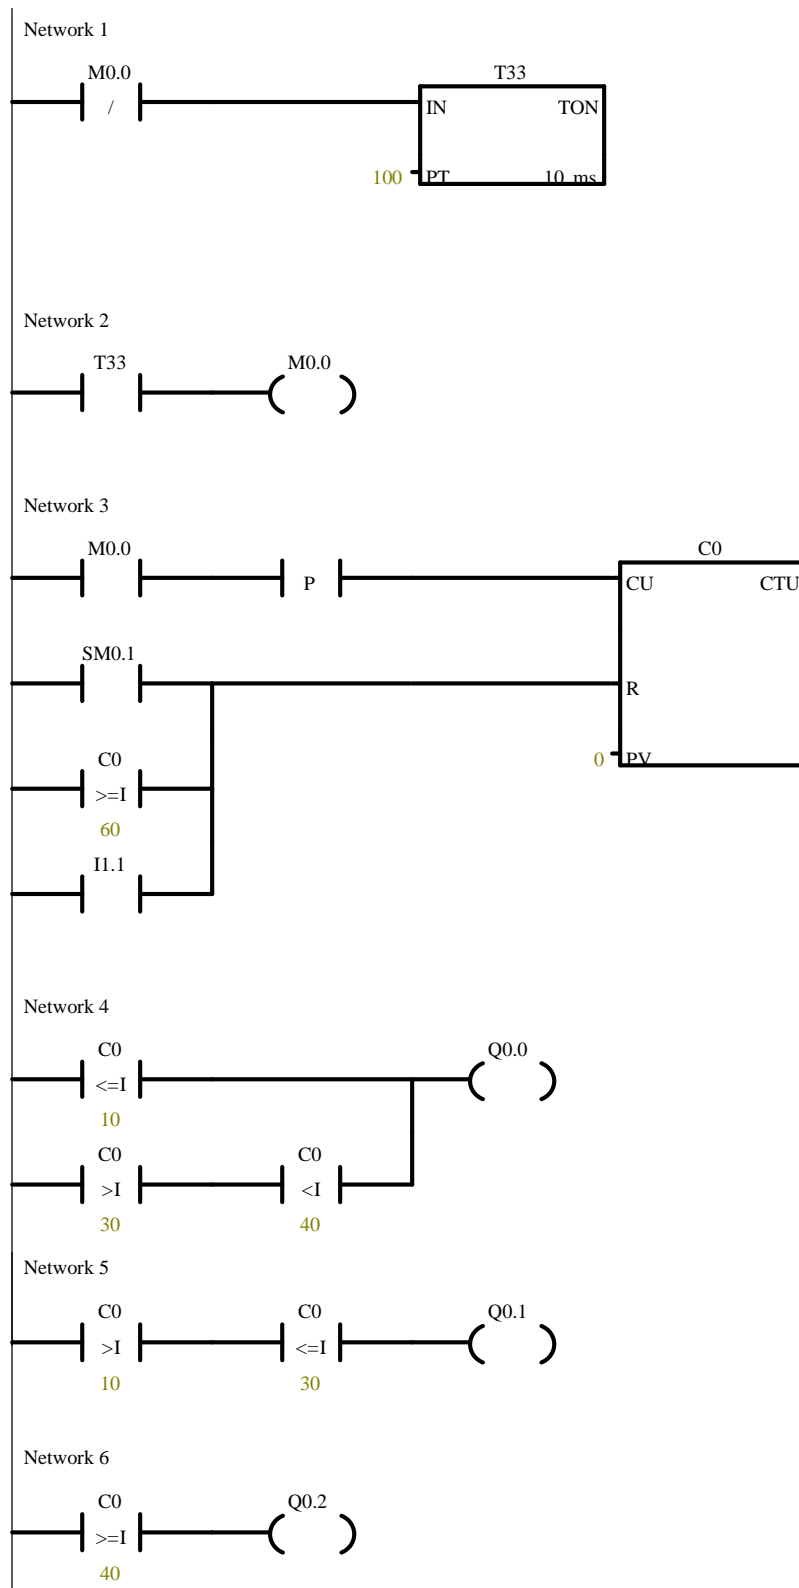 Network 1
M0.0
T33
/
IN
TON
100
PT
10 ms
Network 2
T33
M0.0
Network 3
M0.0
C0
P
CU
CTU
SM0.1
R
C0
0
PV
>=I
60
I1.1
Network 4
C0
Q0.0
<=I
10
C0
C0
>I
<I
30
40
Network 5
C0
C0
Q0.1
>I
<=I
10
30
Network 6
C0
Q0.2
>=I
40